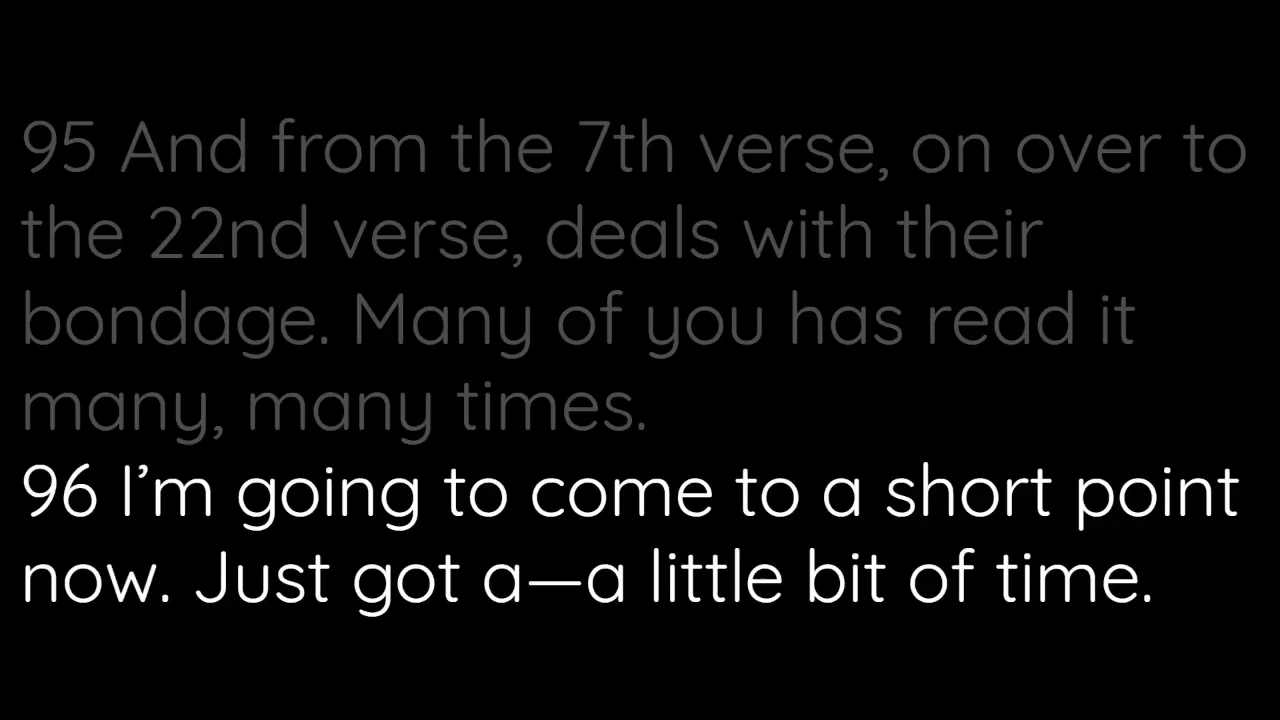 95 And from the 7th verse, on over to
the 22nd verse, deals with their
bondage. Many of you has read it
many, many times.
96 I’m going to come to a short point
now. Just got a—a little bit of time.